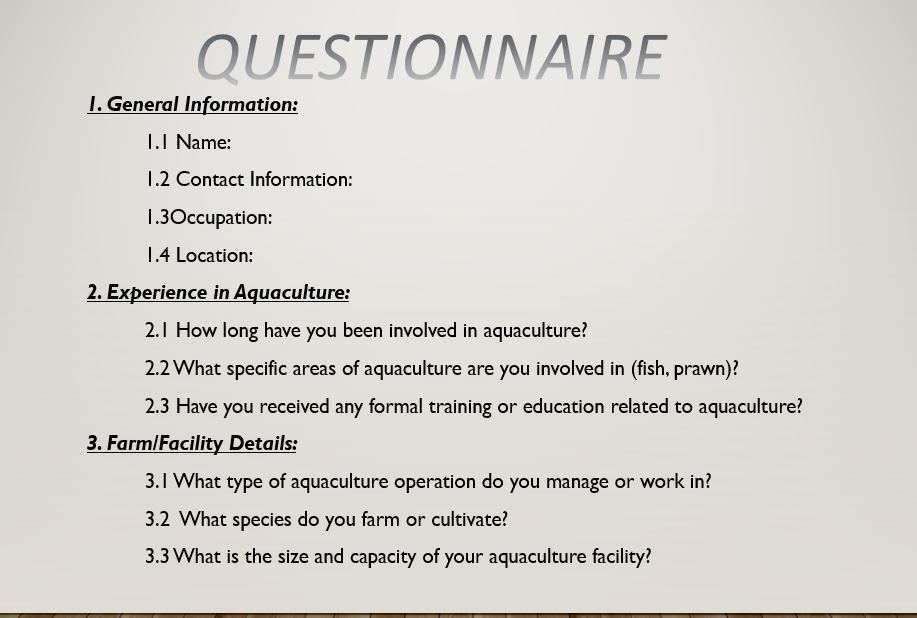 QUESTIONNAIRE
1. General Information:
1.1 Name:
1.2 Contact Information:
1.3Occupation:
1.4 Location:
2. Experience in Aquaculture:
2.1 How long have you been involved in aquaculture?
2.2 What specific areas of aquaculture are you involved in (fish, prawn)?
2.3 Have you received any formal training or education related to aquaculture?
3. Farm/Facility Details:
3.1 What type of aquaculture operation do you manage or work in?
3.2  What species do you farm or cultivate?
3.3 What is the size and capacity of your aquaculture facility?